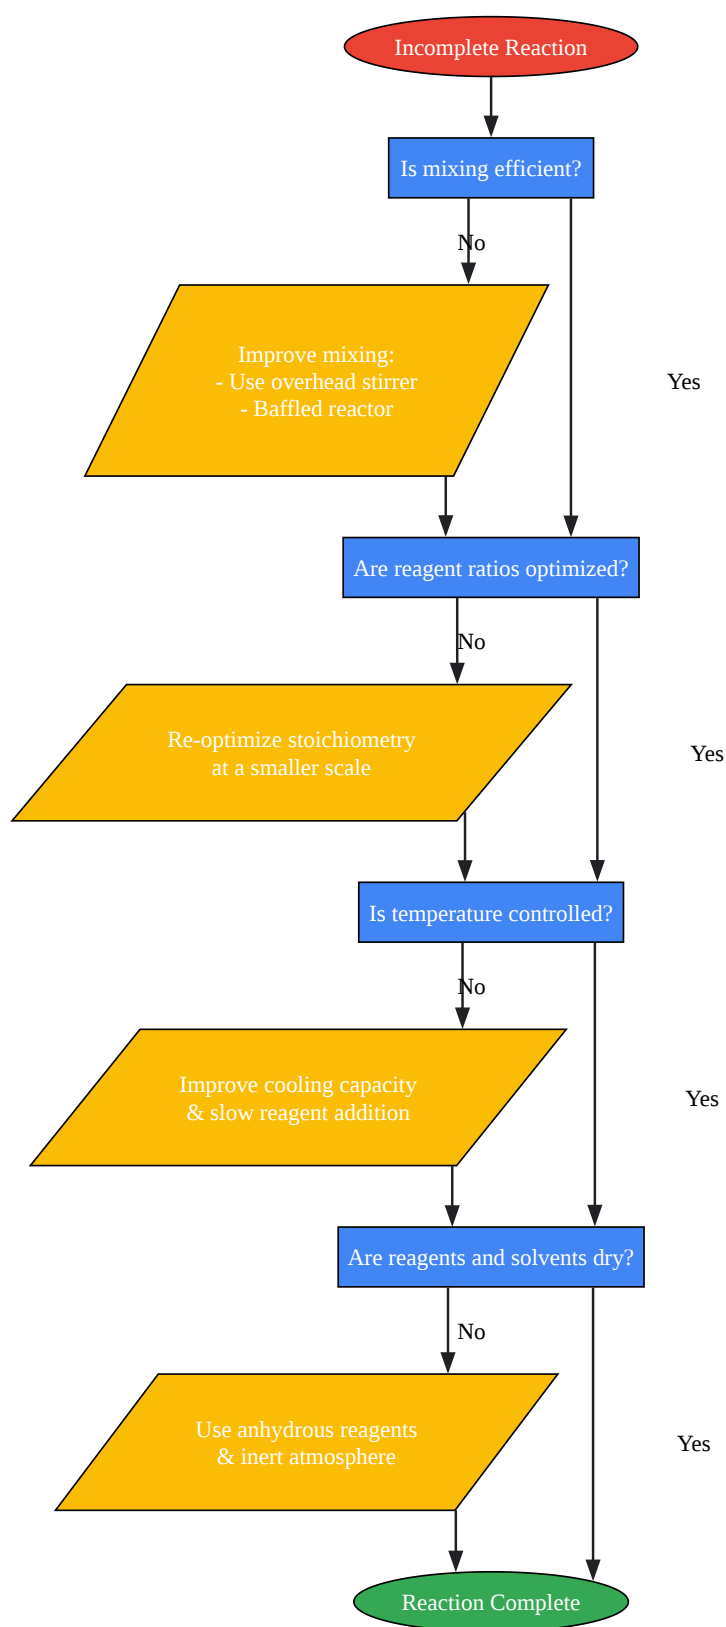 Incomplete Reaction
Is mixing efficient?
No
Improve mixing:
- Use overhead stirrer
- Baffled reactor
Yes
Are reagent ratios optimized?
No
Re-optimize stoichiometry
at a smaller scale
Yes
Is temperature controlled?
No
Improve cooling capacity
& slow reagent addition
Yes
Are reagents and solvents dry?
No
Use anhydrous reagents
& inert atmosphere
Yes
Reaction Complete